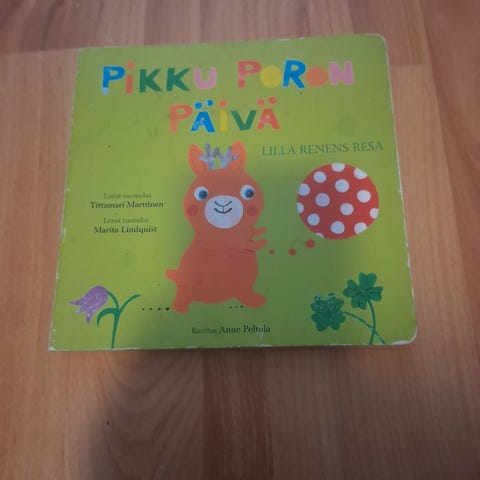 PIKKU PORON
PÄIVÄ
LILLA RENENS RESA
Lorut suomeksi
Tittamari Marttinen
Lorut ruotsiksi
Marita Lindquist
Kuvitus Anne Peltola